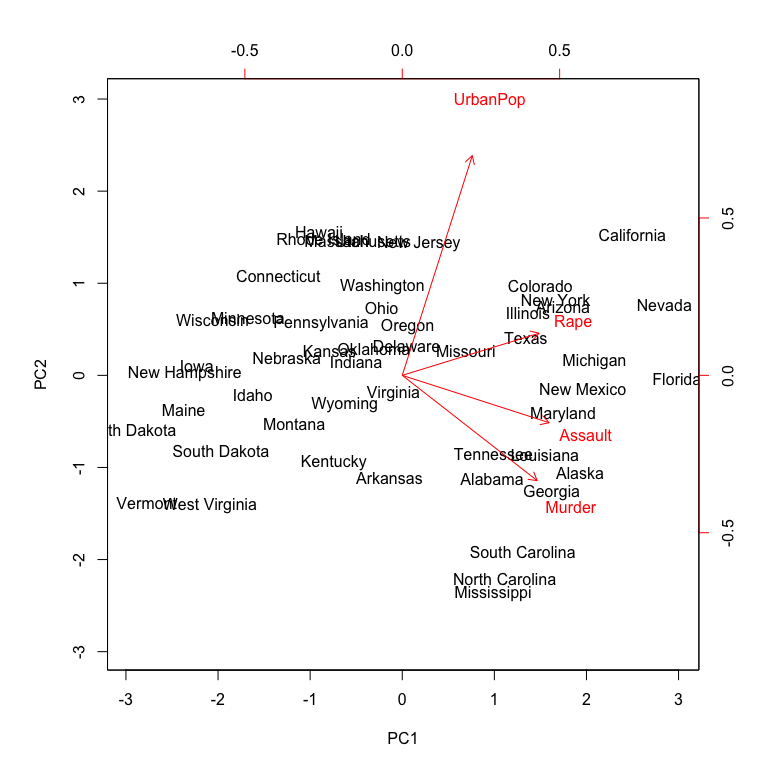 -0.5 0.0 0.5
3
UrbanPop
2
0.5
Hawaii
California
Rhode Island Massachusetts Utah New Jersey
1
Connecticut
Washington
Colorado
New York
Nevada
Ohio
Arizona
Illinois
Wisconsin Minnesota
Pennsylvania
Rape
Oregon
Texas
Delaware
Kansas Oklahoma
Missouri
Nebraska
Indiana
Michigan
Iowa
PC2
0
New Hampshire
Florida
0.0
New Mexico
Virginia
Idaho
Wyoming
Maine
Maryland
Montana
th Dakota
Assault
South Dakota
Tennessee Louisiana
-1
Kentucky
Alaska
Arkansas
Alabama
Georgia
Vermont West Virginia
Murder
-0.5
South Carolina
-2
North Carolina
Mississippi
-3
-3 -2 -1 0 1 2 3
PC1